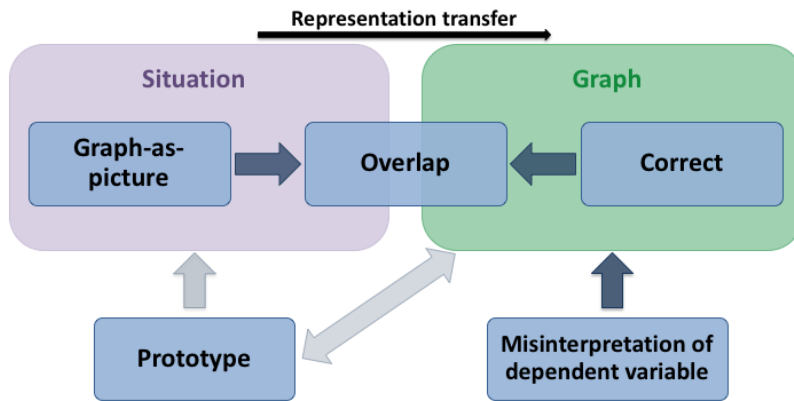 Representation transfer
Situation
Graph
Graph-as-
picture
Overlap
Correct
Prototype
Misinterpretation of
dependent variable